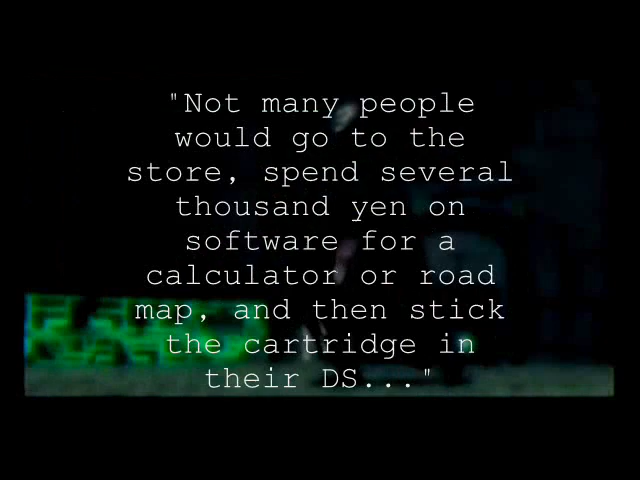 "Not many people
would go to the
store, spend several
thousand yen on
software for a
calculator or road
map, and then stick
the cartridge in
their DS..."